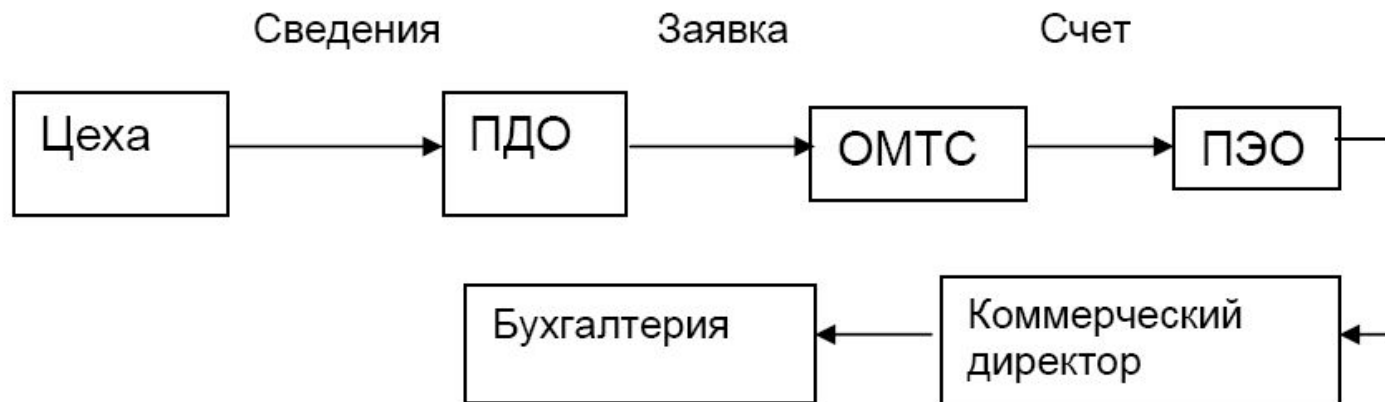 Сведения Заявка Счет
Цеха ПДО ОМТС ПЭО
Бухгалтерия
Коммерческий
директор